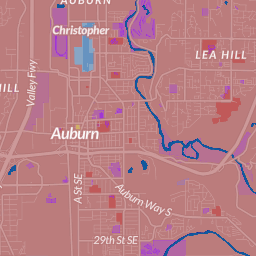 AUBURN
Christopher
LEA HILL
HILL
Valley Fwy
Auburn
A St SE
Auburn Way S
29th St SE